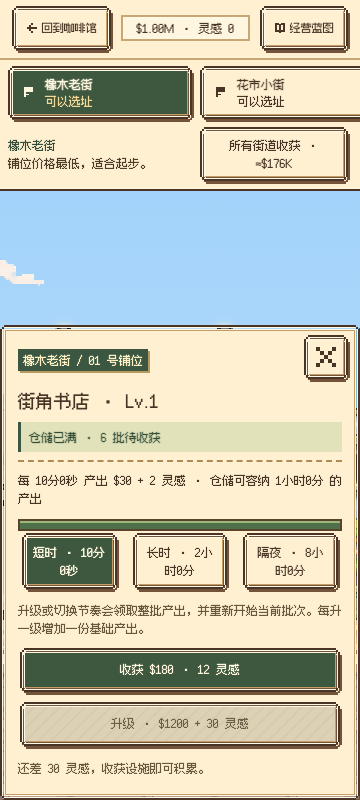 回到咖啡馆
$1.00M · 灵感 0
经营蓝图
橡木老街
可以选址
花市小街
可以选址
橡木老街
铺位价格最低，适合起步。
所有街道收获 ·
≈$176K
橡木老街 / 01 号铺位
街角书店 · Lv.1
仓储已满 · 6 批待收获
每 10分0秒 产出 $30 + 2 灵感 · 仓储可容纳 1小时0分 的
产出
短时 · 10分
0秒
长时 · 2小
时0分
隔夜 · 8小
时0分
升级或切换节奏会领取整批产出，并重新开始当前批次。每升
一级增加一份基础产出。
收获 $180 · 12 灵感
升级 · $1200 + 30 灵感
还差 30 灵感，收获设施即可积累。